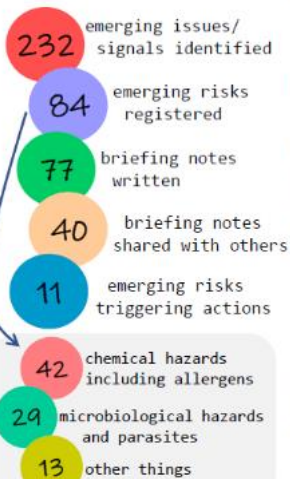 232
emerging issues/
signals identified
84
emerging risks
registered
77
briefing notes
written
40
briefing notes
shared with others
11
emerging risks
triggering actions
42
chemical hazards
including allergens
29
microbiological hazards
and parasites
13
other things